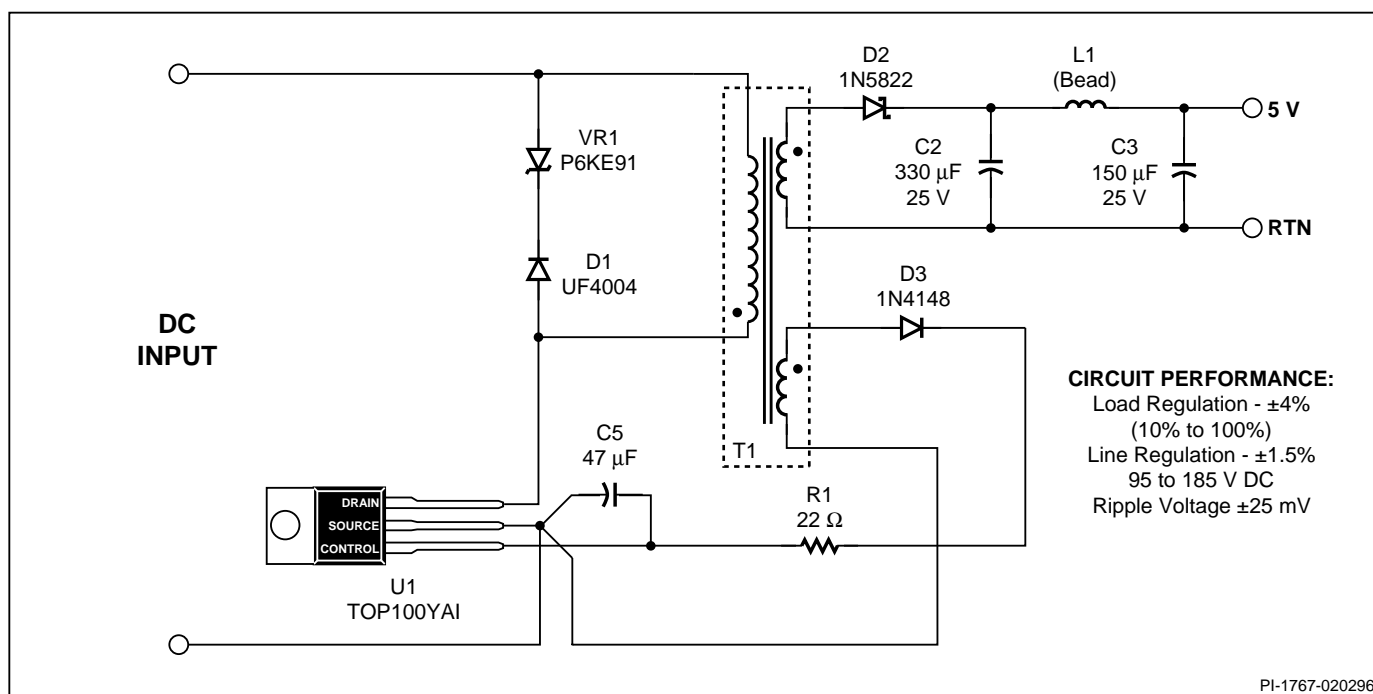 D2
1N5822
L1
(Bead)
5 V
VR1
P6KE91
C2
330 μF
25 V
C3
150 μF
25 V
RTN
D1
UF4004
D3
1N4148
DC
INPUT
CIRCUIT PERFORMANCE:
Load Regulation - ±4%
(10% to 100%)
Line Regulation - ±1.5%
95 to 185 V DC
Ripple Voltage ±25 mV
T1
C5
47 μF
R1
22 Ω
DRAIN
SOURCE
CONTROL
U1
TOP100YAI
PI-1767-020296